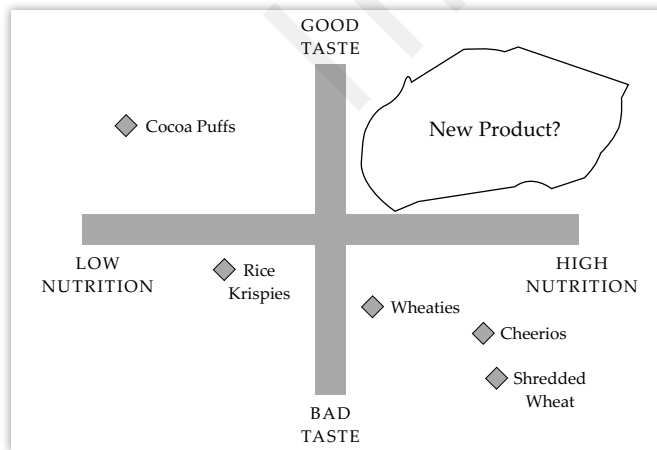 GOOD
TASTE
Cocoa Puffs
New Product?
LOW
NUTRITION
Rice
Krispies
HIGH
NUTRITION
Wheaties
Cheerios
Shredded
Wheat
BAD
TASTE